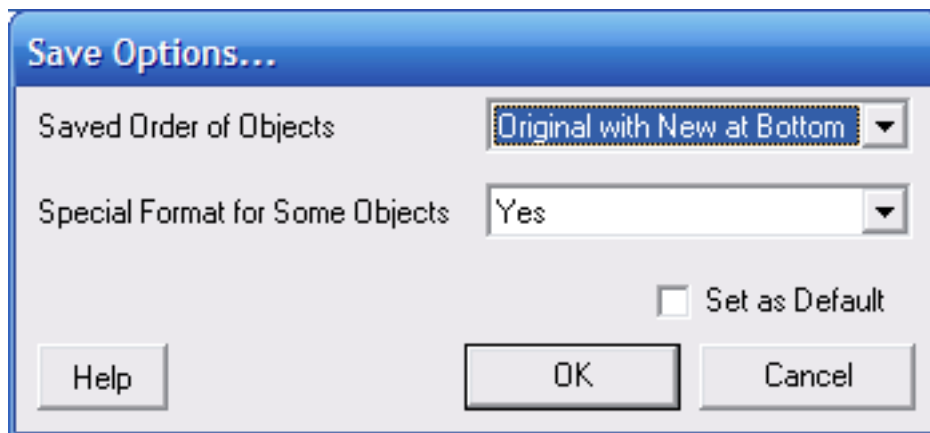 Save Options...
Saved Order of Objects Original with New at Bottom
Special Format for Some Objects Yes
Set as Default
Help OK Cancel